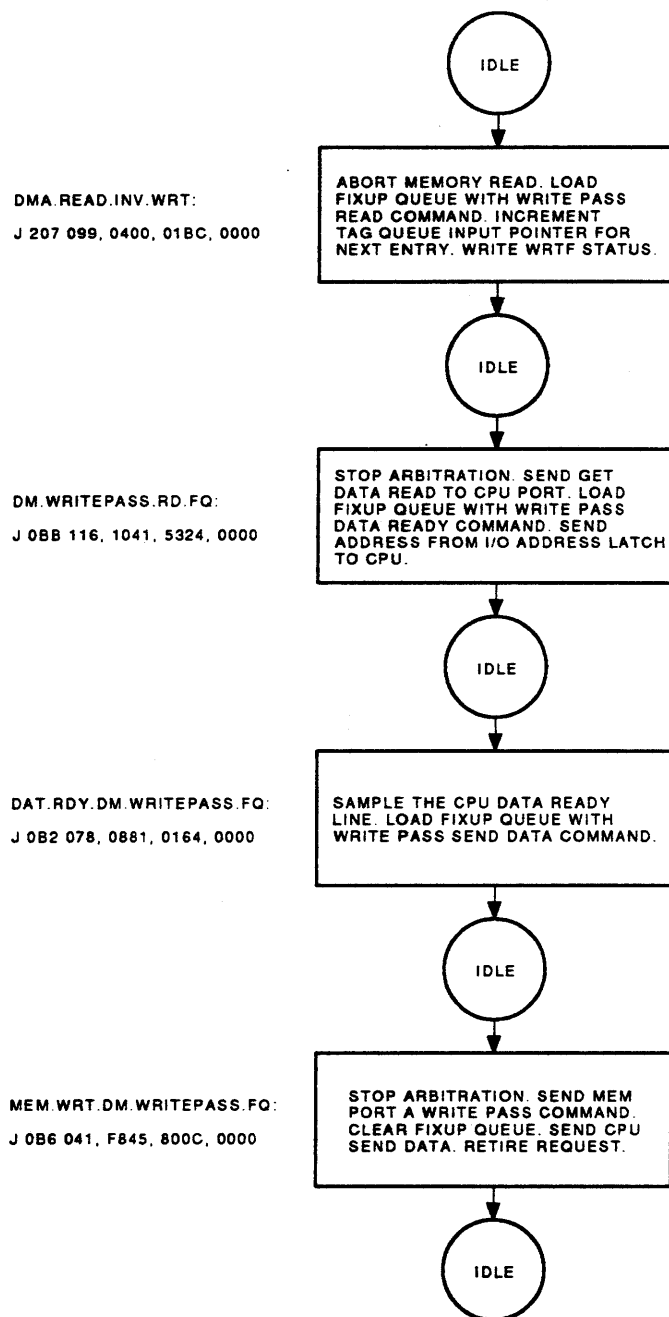 IDLE
DMA.READ.INV.WRT:
J 207 099, 0400, 01BC, 0000
ABORT MEMORY READ. LOAD
FIXUP QUEUE WITH WRITE PASS
READ COMMAND. INCREMENT
TAG QUEUE INPUT POINTER FOR
NEXT ENTRY. WRITE WRTF STATUS.
IDLE
DM.WRITEPASS.RD.FQ:
J 0BB 116, 1041, 5324, 0000
STOP ARBITRATION. SEND GET
DATA READ TO CPU PORT. LOAD
FIXUP QUEUE WITH WRITE PASS
DATA READY COMMAND. SEND
ADDRESS FROM I/O ADDRESS LATCH
TO CPU.
IDLE
DAT.RDY.DM.WRITEPASS.FQ:
J 0B2 078, 0881, 0164, 0000
SAMPLE THE CPU DATA READY
LINE. LOAD FIXUP QUEUE WITH
WRITE PASS SEND DATA COMMAND.
IDLE
MEM.WRT.DM.WRITEPASS.FQ:
J 0B6 041, F845, 800C, 0000
STOP ARBITRATION. SEND MEM
PORT A WRITE PASS COMMAND.
CLEAR FIXUP QUEUE. SEND CPU
SEND DATA. RETIRE REQUEST.
IDLE